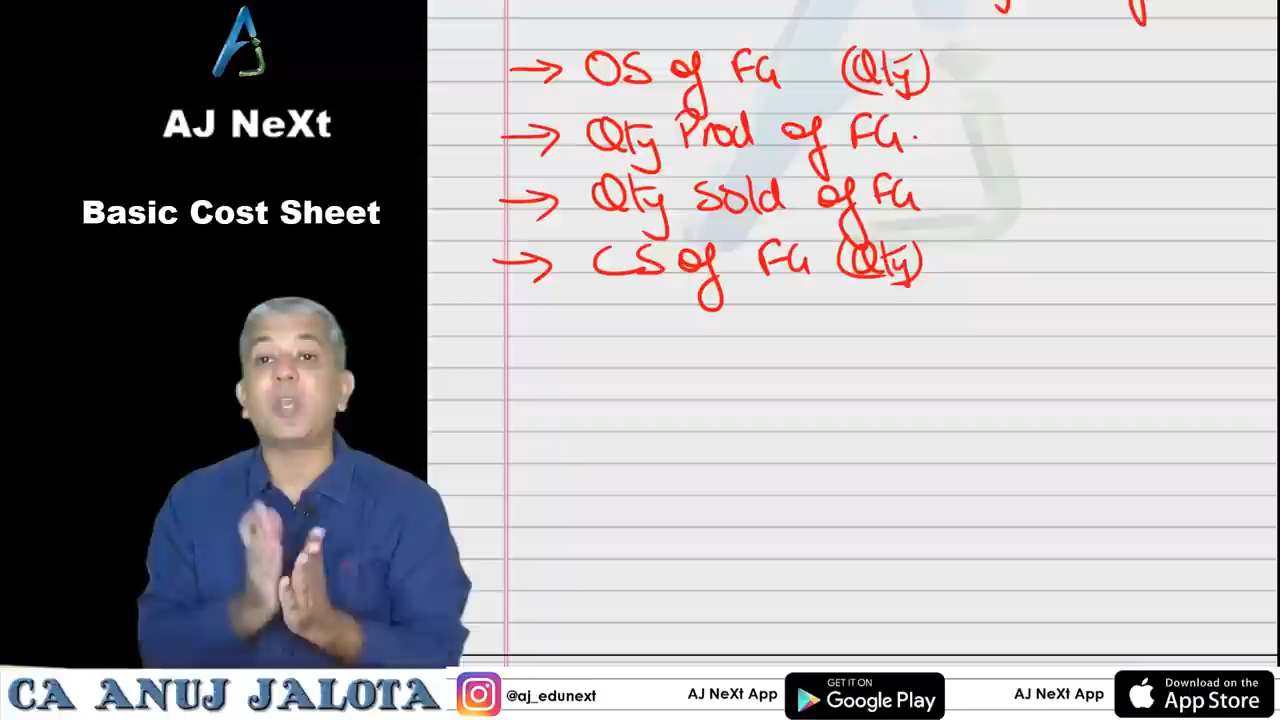 AJ NeXt
Basic Cost Sheet
→ OS of FG (Qty)
→ Qty Prod of FG.
→ Qty Sold of FG
→ CS of FG (Qty)
CA ANUJ JALOTA
@aj_edunext
AJ NeXt App
GET IT ON
Google Play
AJ NeXt App
Download on the
App Store